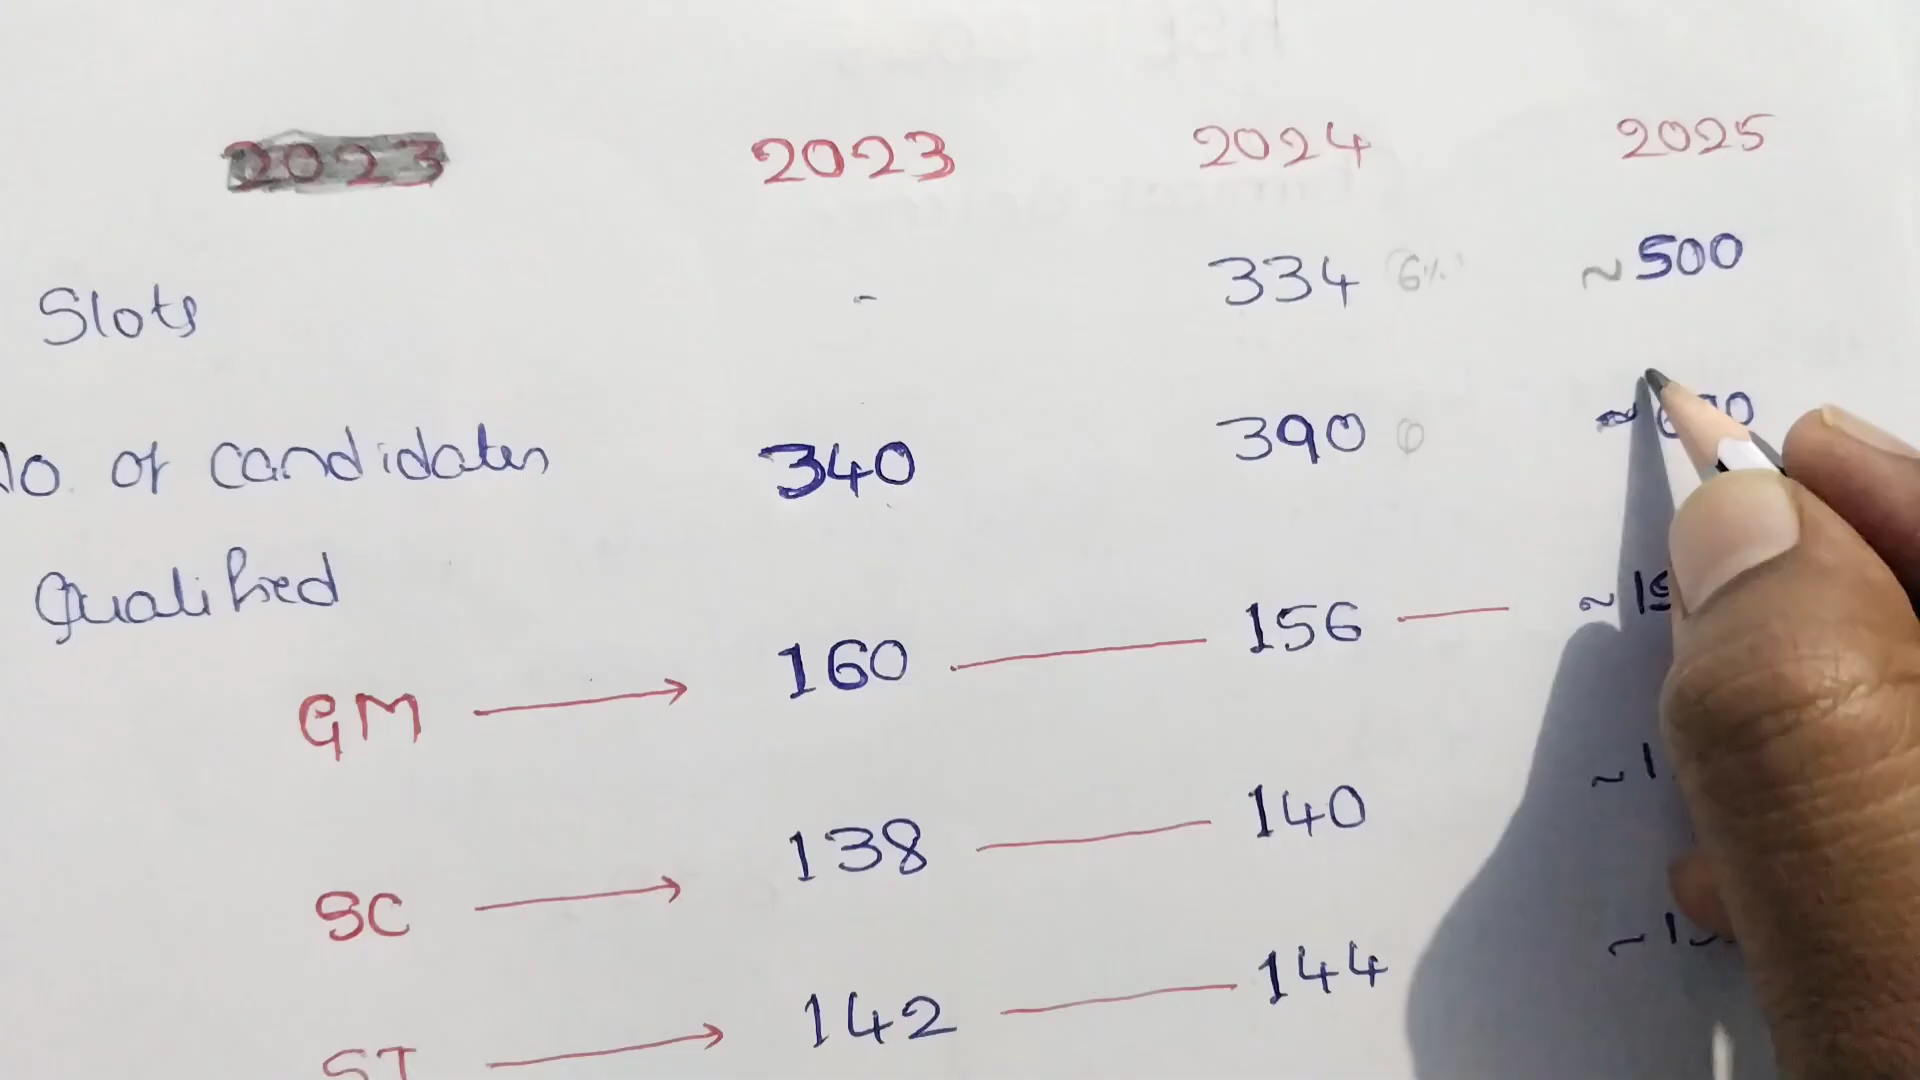 2023 2023 2024 2025
Slots - 334 (6%) ~500
No. of candidates 340 390
Qualified
GM → 160 — 156 —
SC → 138 — 140
ST → 142 — 144